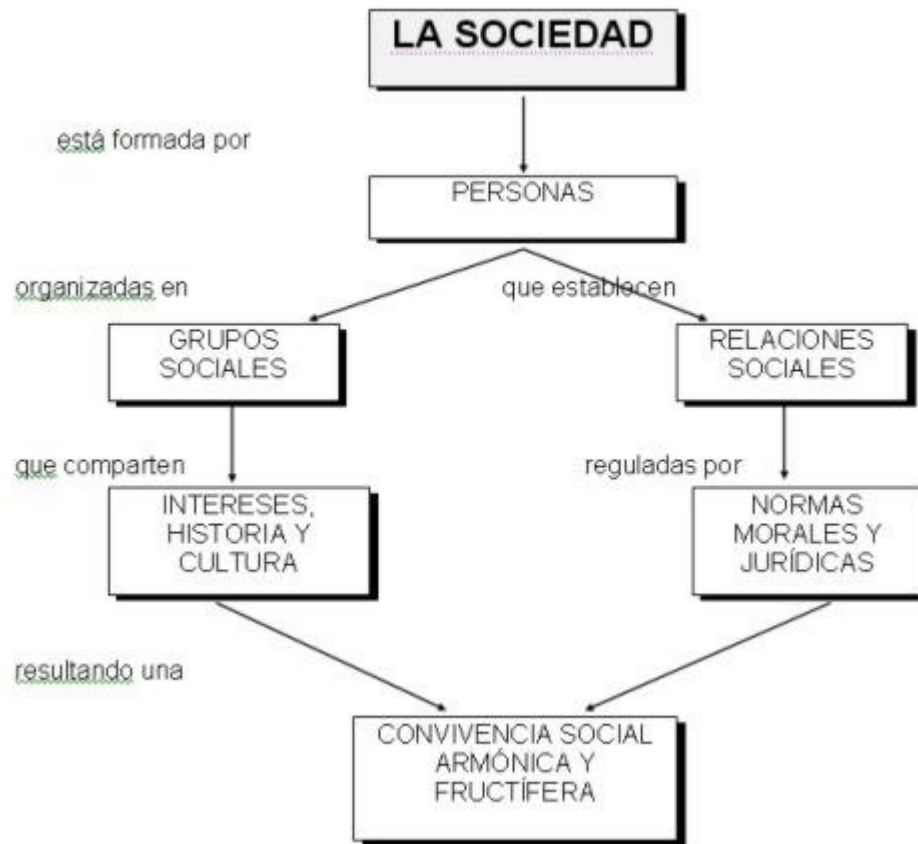 LA SOCIEDAD
está formada por
PERSONAS
organizadas en
que establecen
GRUPOS
SOCIALES
RELACIONES
SOCIALES
que comparten
reguladas por
INTERESES,
HISTORIA Y
CULTURA
NORMAS
MORALES Y
JURÍDICAS
resultando una
CONVIVENCIA SOCIAL
ARMÓNICA Y
FRUCTÍFERA